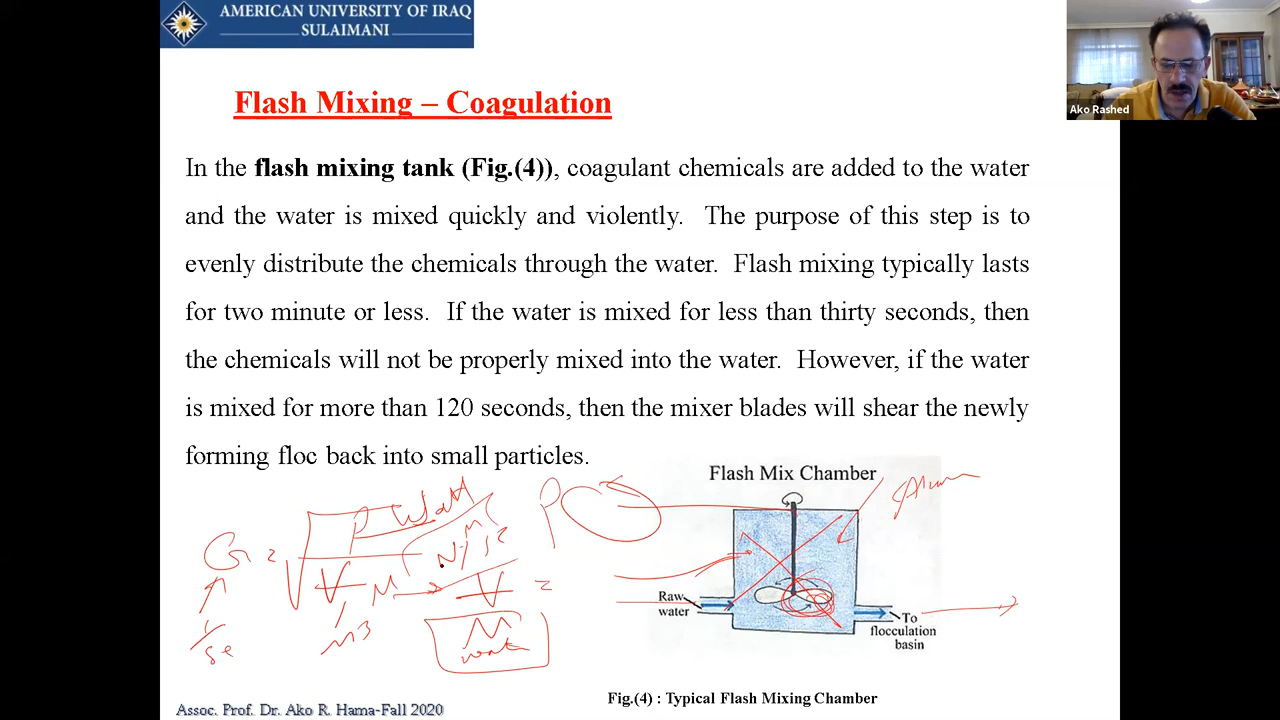 AMERICAN UNIVERSITY OF IRAQ
SULAIMANI
Ako Rashed
Flash Mixing – Coagulation
In the flash mixing tank (Fig.(4)), coagulant chemicals are added to the water
and the water is mixed quickly and violently. The purpose of this step is to
evenly distribute the chemicals through the water. Flash mixing typically lasts
for two minute or less. If the water is mixed for less than thirty seconds, then
the chemicals will not be properly mixed into the water. However, if the water
is mixed for more than 120 seconds, then the mixer blades will shear the newly
forming floc back into small particles.
Flash Mix Chamber
Alum
P Watt
P
G =
V M
V
M3
M
water
Raw
water
To
flocculation
basin
Fig.(4) : Typical Flash Mixing Chamber
Assoc. Prof. Dr. Ako R. Hama-Fall 2020